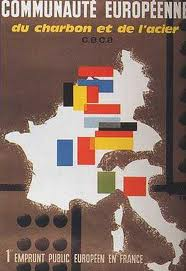 COMMUNAUTÉ EUROPÉENNE
du charbon et de l'acier
C.E.C.A
1er EMPRUNT PUBLIC EUROPÉEN EN FRANCE